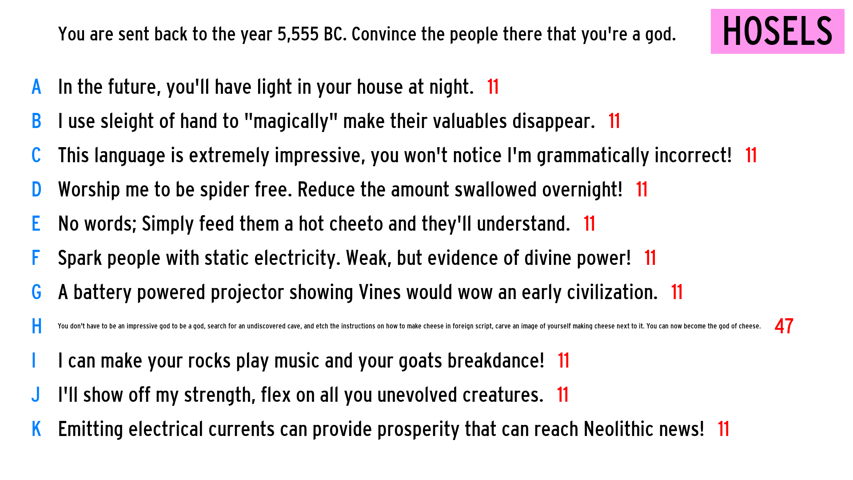 You are sent back to the year 5,555 BC. Convince the people there that you're a god.
HOSELS
A In the future, you'll have light in your house at night. 11
B I use sleight of hand to "magically" make their valuables disappear. 11
C This language is extremely impressive, you won't notice I'm grammatically incorrect! 11
D Worship me to be spider free. Reduce the amount swallowed overnight! 11
E No words; Simply feed them a hot cheeto and they'll understand. 11
F Spark people with static electricity. Weak, but evidence of divine power! 11
G A battery powered projector showing Vines would wow an early civilization. 11
H You don't have to be an impressive god to be a god, search for an undiscovered cave, and etch the instructions on how to make cheese in foreign script, carve an image of yourself making cheese next to it. You can now become the god of cheese. 47
I I can make your rocks play music and your goats breakdance! 11
J I'll show off my strength, flex on all you unevolved creatures. 11
K Emitting electrical currents can provide prosperity that can reach Neolithic news! 11